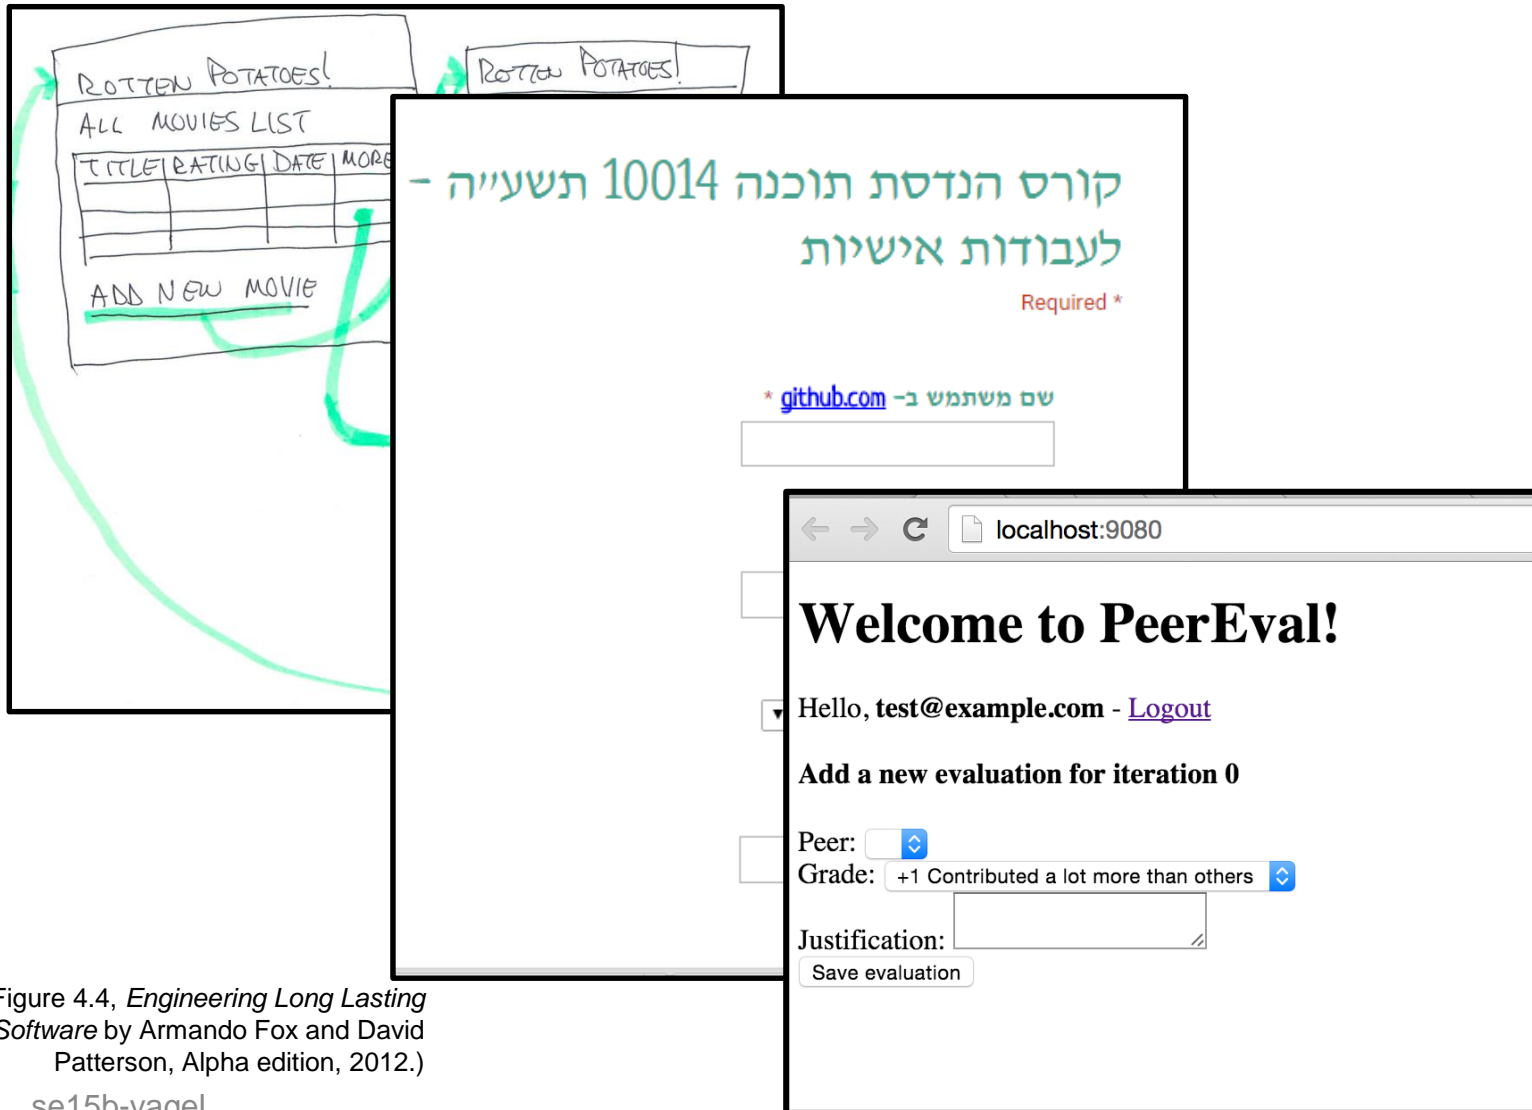 ROTTEN POTATOES!
ALL MOVIES LIST
TITLE RATING DATE MORE
ADD NEW MOVIE
ROTTEN POTATOES!
קורס הנדסת תוכנה 10014 תשע״ה –
לעבודות אישיות
Required *
שם משתמש ב- github.com *
localhost:9080
Welcome to PeerEval!
Hello, test@example.com - Logout
Add a new evaluation for iteration 0
Peer:
Grade: +1 Contributed a lot more than others
Justification:
Save evaluation
Figure 4.4, Engineering Long Lasting
Software by Armando Fox and David
Patterson, Alpha edition, 2012.)
se15b-yagel